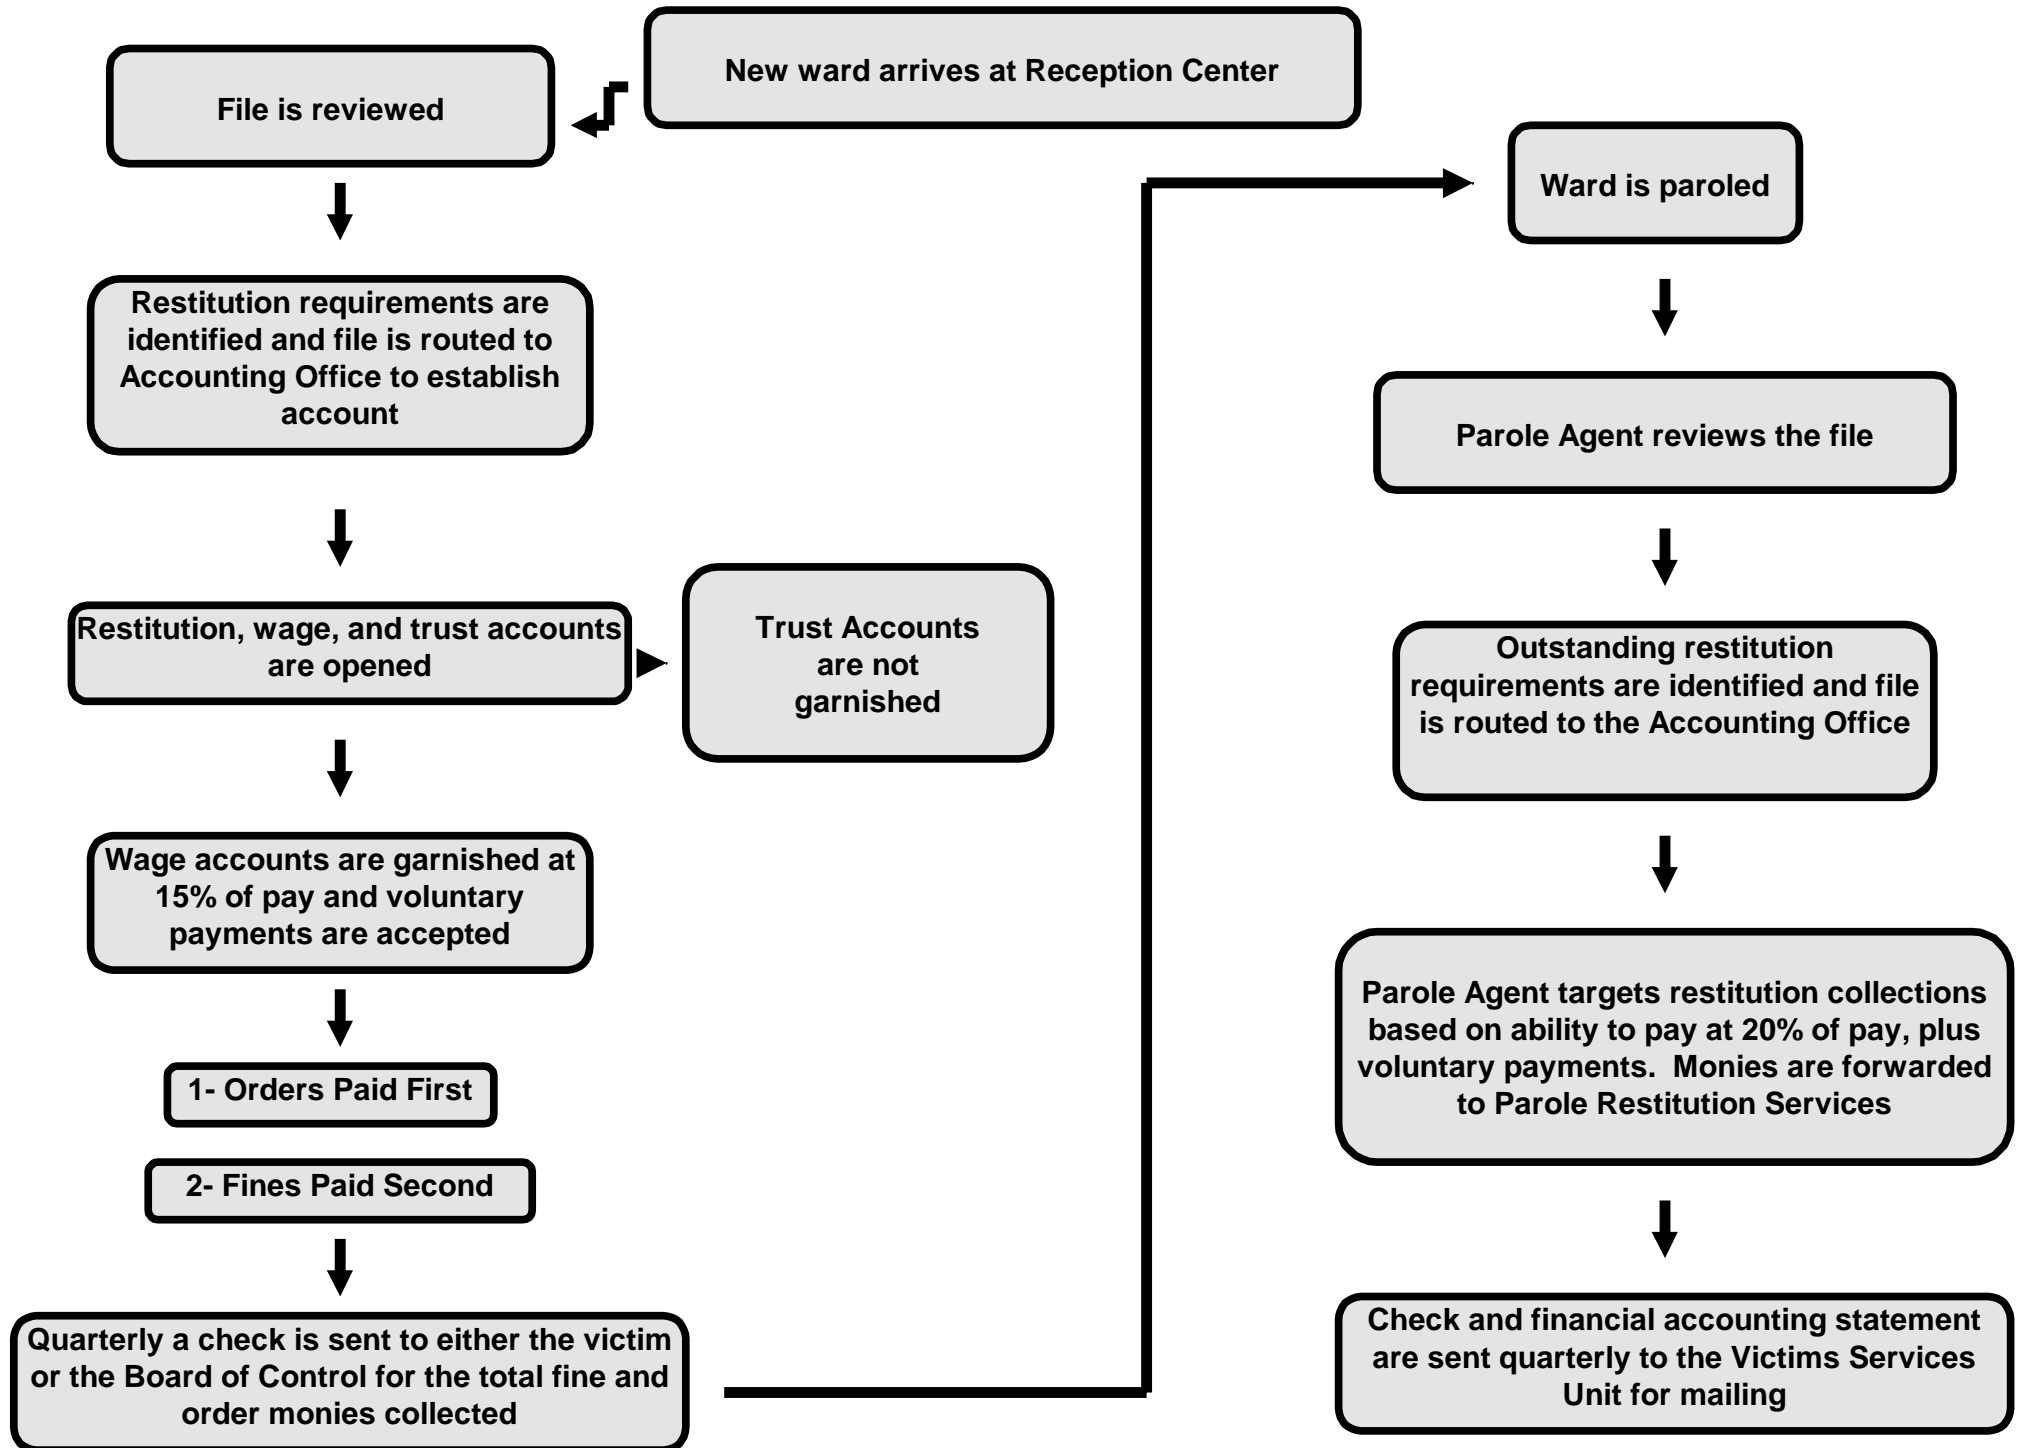 New ward arrives at Reception Center
File is reviewed
Restitution requirements are
identified and file is routed to
Accounting Office to establish
account
Restitution, wage, and trust accounts
are opened
Trust Accounts
are not
garnished
Wage accounts are garnished at
15% of pay and voluntary
payments are accepted
1- Orders Paid First
2- Fines Paid Second
Quarterly a check is sent to either the victim
or the Board of Control for the total fine and
order monies collected
Ward is paroled
Parole Agent reviews the file
Outstanding restitution
requirements are identified and file
is routed to the Accounting Office
Parole Agent targets restitution collections
based on ability to pay at 20% of pay, plus
voluntary payments.  Monies are forwarded
to Parole Restitution Services
Check and financial accounting statement
are sent quarterly to the Victims Services
Unit for mailing